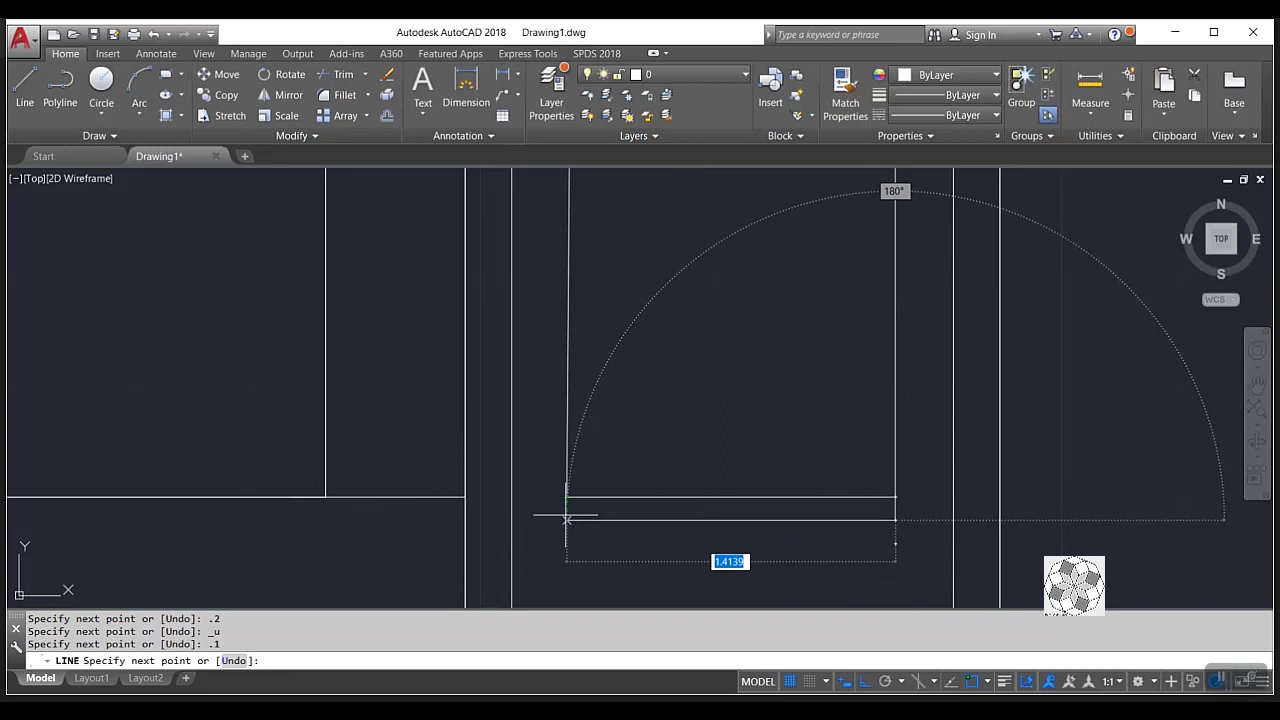 Autodesk AutoCAD 2018 Drawing1.dwg
Type a keyword or phrase
Sign In
Home Insert Annotate View Manage Output Add-ins A360 Featured Apps Express Tools SPDS 2018
Line
Polyline
Circle
Arc
Move
Rotate
Trim
Copy
Mirror
Fillet
Stretch
Scale
Array
Text
Dimension
Layer
Properties
0
Insert
Match
Properties
ByLayer
ByLayer
ByLayer
Group
Measure
Paste
Base
Draw
Modify
Annotation
Layers
Block
Properties
Groups
Utilities
Clipboard
View
Start
Drawing1*
[−][Top][2D Wireframe]
180°
N
W
TOP
E
S
WCS
1.4139
Y
X
Specify next point or [Undo]: .2
Specify next point or [Undo]: _u
Specify next point or [Undo]: .1
LINE Specify next point or [Undo]:
Model Layout1 Layout2
MODEL
1:1